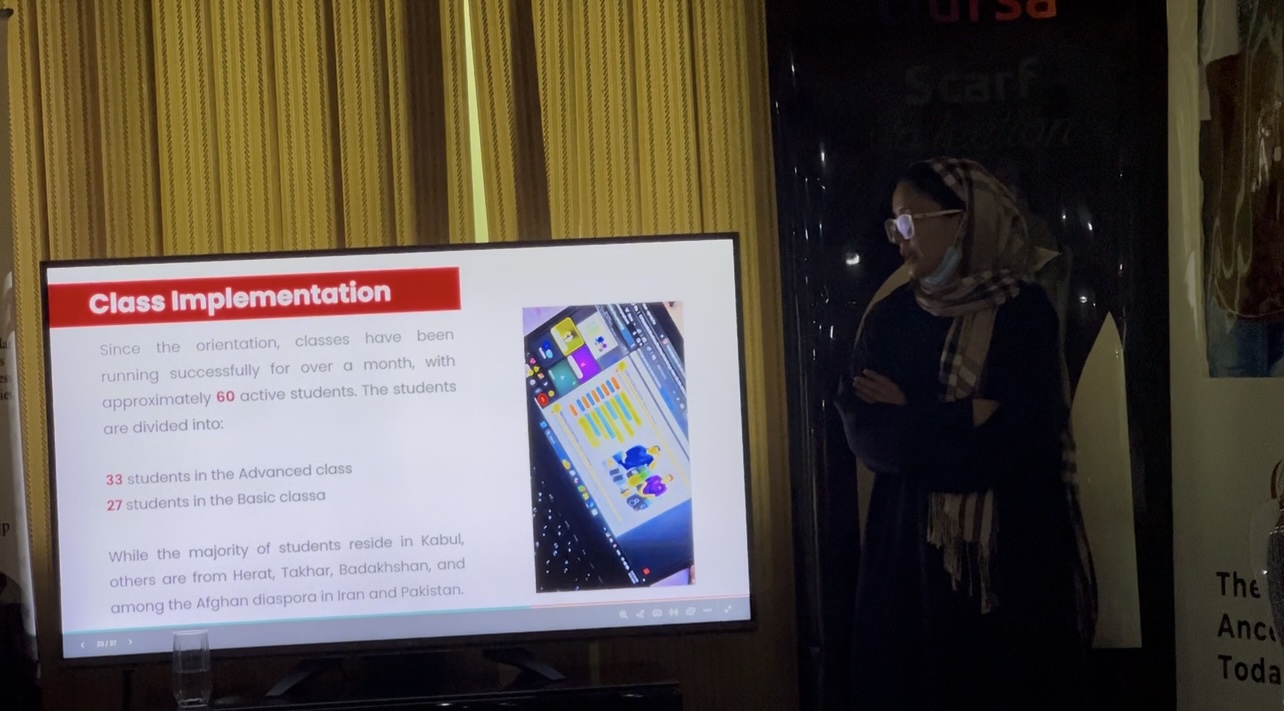 Class Implementation
Since the orientation, classes have been
running successfully for over a month, with
approximately 60 active students. The students
are divided into:
33 students in the Advanced class
27 students in the Basic classa
While the majority of students reside in Kabul,
others are from Herat, Takhar, Badakhshan, and
among the Afghan diaspora in Iran and Pakistan.
Scarf
The
Toda